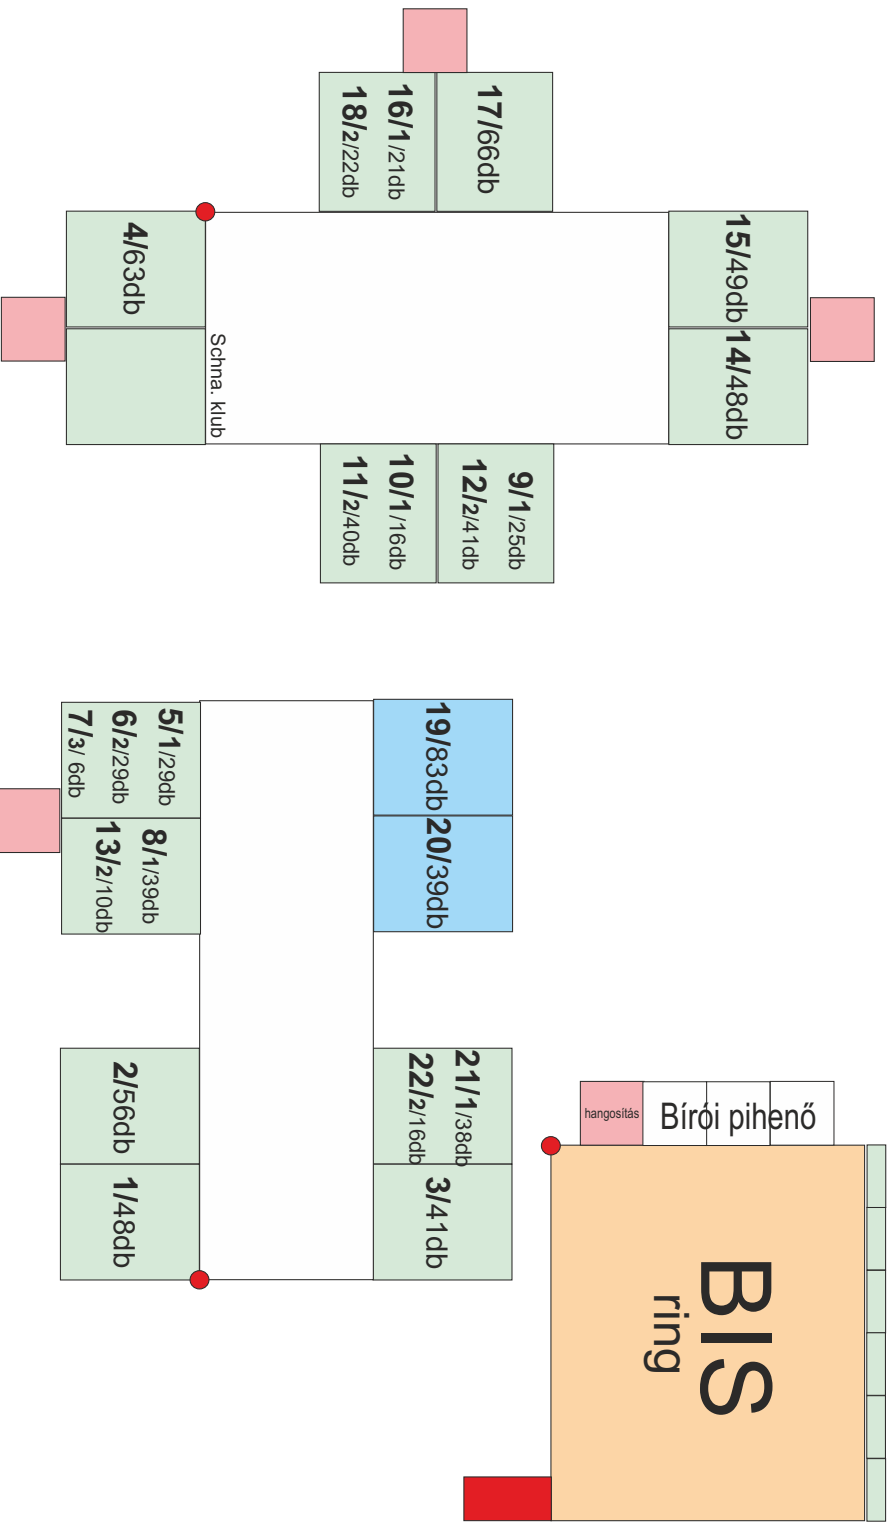 17/66db
16/1/21db
18/2/22db
15/49db
14/48db
4/63db
Schna. klub
9/1/25db
12/2/41db
10/1/16db
11/2/40db
5/1/29db
6/2/29db
7/3/ 6db
8/1/39db
13/2/10db
19/83db
20/39db
2/56db
1/48db
21/1/38db
22/2/16db
3/41db
hangosítás
Bírói pihenő
BIS
ring